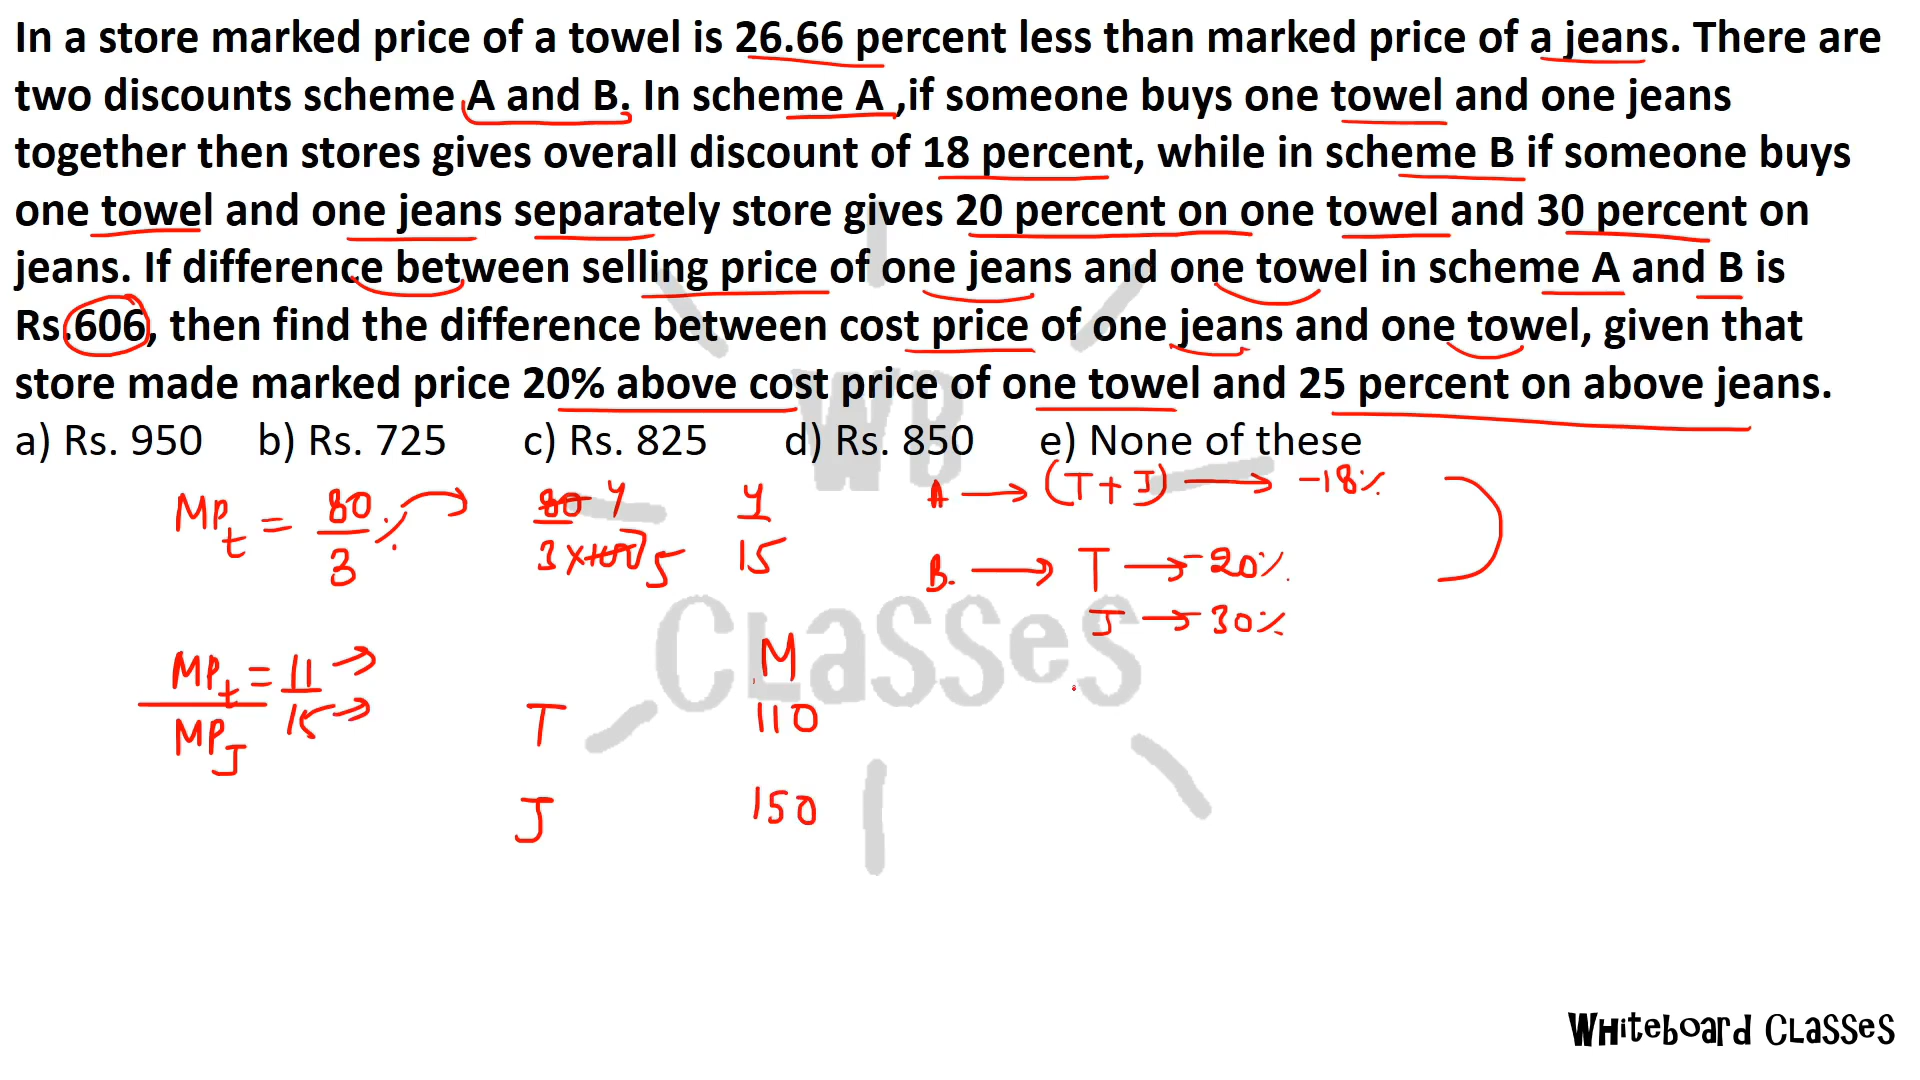 In a store marked price of a towel is 26.66 percent less than marked price of a jeans. There are
two discounts scheme A and B. In scheme A ,if someone buys one towel and one jeans
together then stores gives overall discount of 18 percent, while in scheme B if someone buys
one towel and one jeans separately store gives 20 percent on one towel and 30 percent on
jeans. If difference between selling price of one jeans and one towel in scheme A and B is
Rs.606, then find the difference between cost price of one jeans and one towel, given that
store made marked price 20% above cost price of one towel and 25 percent on above jeans.
a) Rs. 950 b) Rs. 725 c) Rs. 825 d) Rs. 850 e) None of these
MPt = 80/3 % → 80 4 / 3×100 5 4/15
A → (T + J) → -18%
B. → T → -20%
J → -30%
MPt / MPJ = 11 → / 15 →
M
T 110
J 150
WB
CLASSES
WHiteboard CLASSES